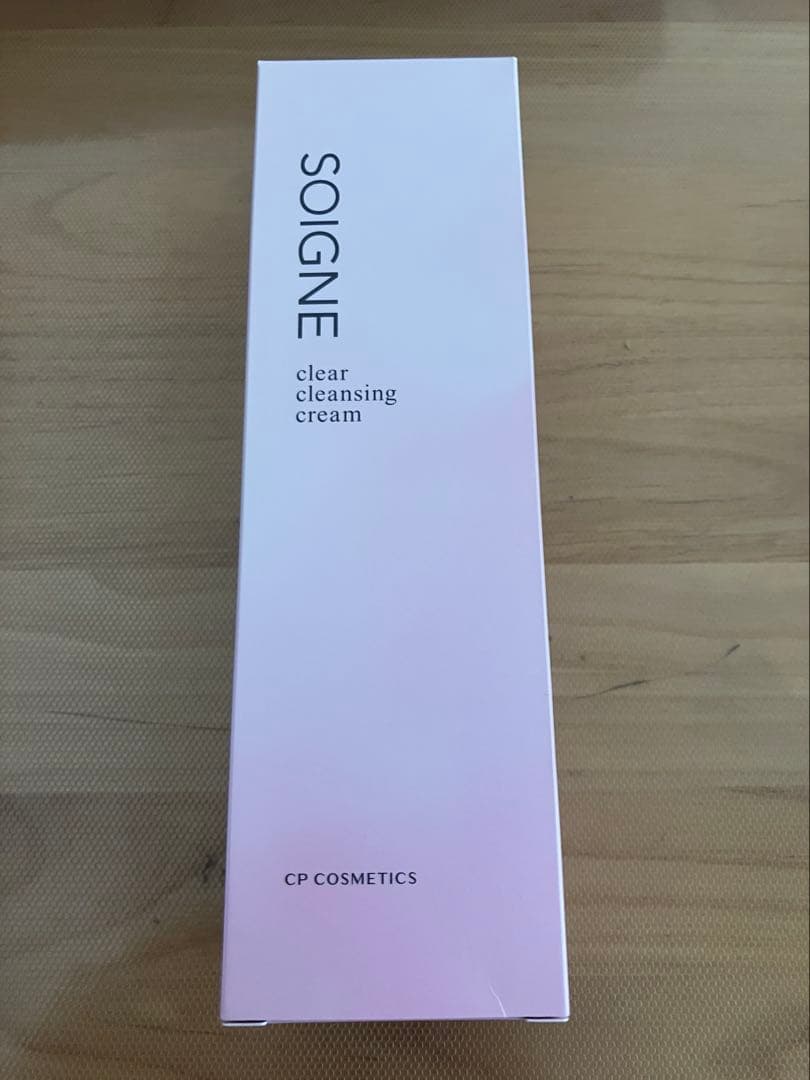 SOIGNE
clear
cleansing
cream
CP COSMETICS